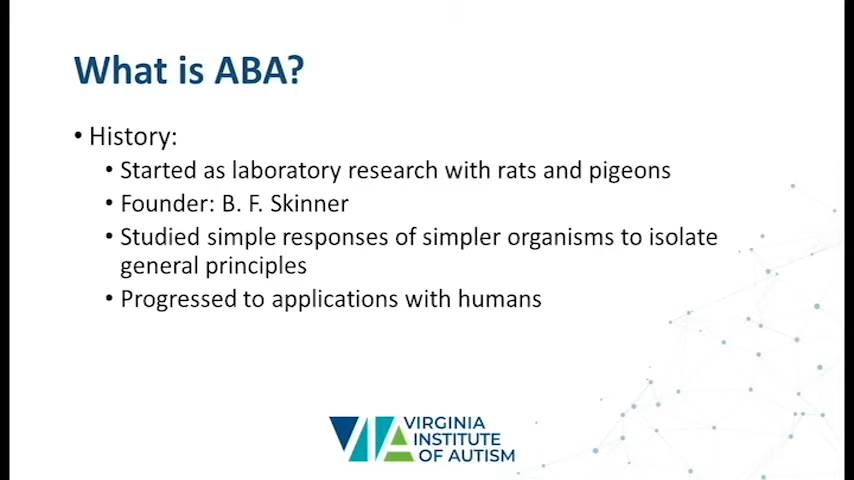 What is ABA?
• History:
• Started as laboratory research with rats and pigeons
• Founder: B. F. Skinner
• Studied simple responses of simpler organisms to isolate
general principles
• Progressed to applications with humans
VIA VIRGINIA
INSTITUTE
OF AUTISM